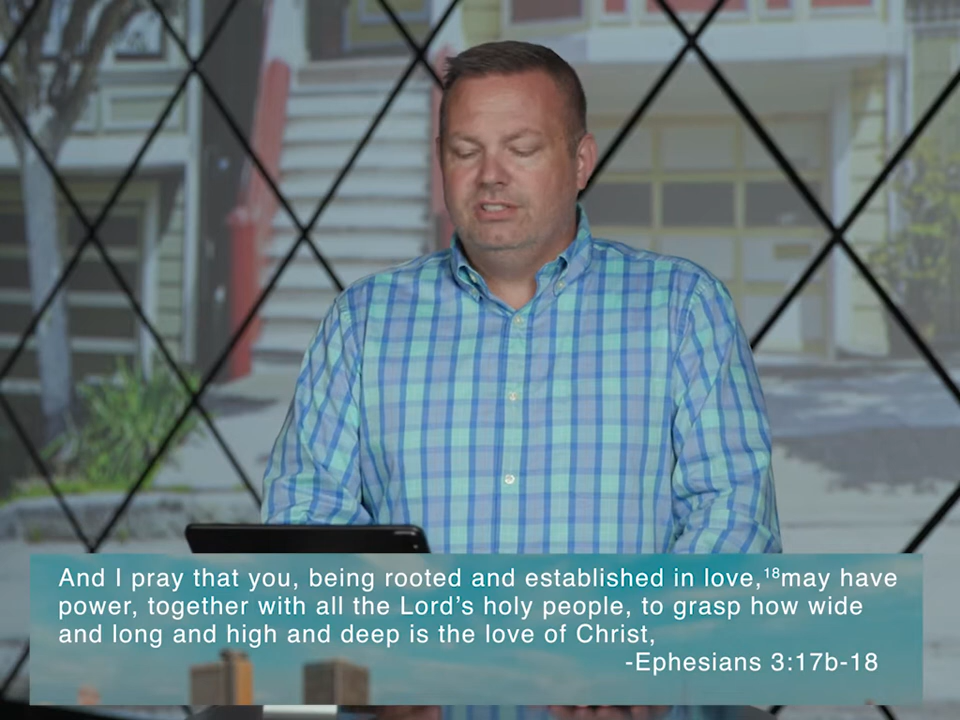 And I pray that you, being rooted and established in love,¹⁸may have
power, together with all the Lord's holy people, to grasp how wide
and long and high and deep is the love of Christ,
-Ephesians 3:17b-18